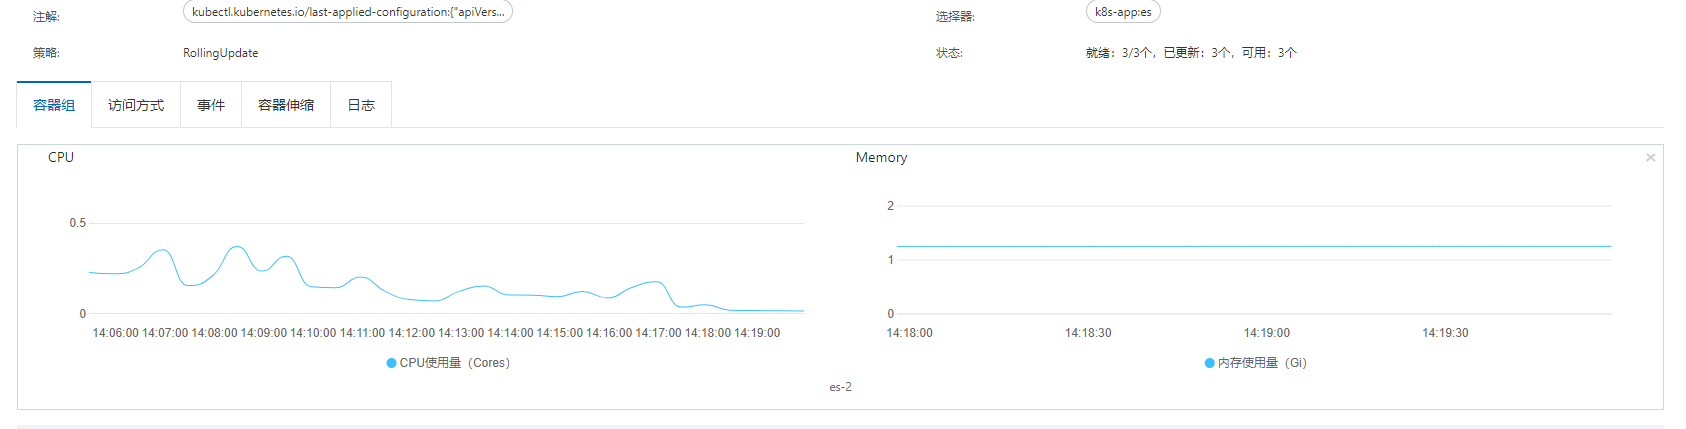 注解: kubectl.kubernetes.io/last-applied-configuration:{"apiVers... 选择器: k8s-app:es
策略: RollingUpdate 状态: 就绪：3/3个，已更新：3个，可用：3个
容器组 访问方式 事件 容器伸缩 日志
CPU
0.5
0
14:06:00 14:07:00 14:08:00 14:09:00 14:10:00 14:11:00 14:12:00 14:13:00 14:14:00 14:15:00 14:16:00 14:17:00 14:18:00 14:19:00
CPU使用量（Cores）
Memory ×
2
1
0
14:18:00 14:18:30 14:19:00 14:19:30
内存使用量（Gi）
es-2